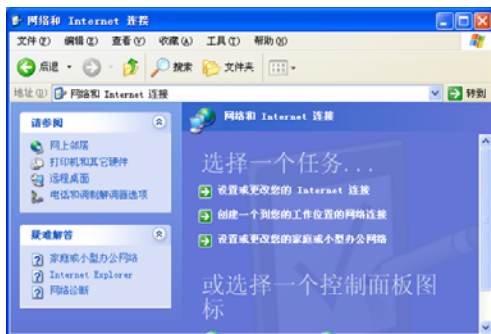 网络和 Internet 连接
文件(F) 编辑(E) 查看(V) 收藏(A) 工具(T) 帮助(H)
后退 搜索 文件夹
地址(D) 网络和 Internet 连接 转到
请参阅
网上邻居
打印机和其它硬件
远程桌面
电话和调制解调器选项
疑难解答
家庭或小型办公网络
Internet Explorer
网络诊断
网络和 Internet 连接
选择一个任务...
设置或更改您的 Internet 连接
创建一个到您的工作位置的网络连接
设置或更改您的家庭或小型办公网络
或选择一个控制面板图
标